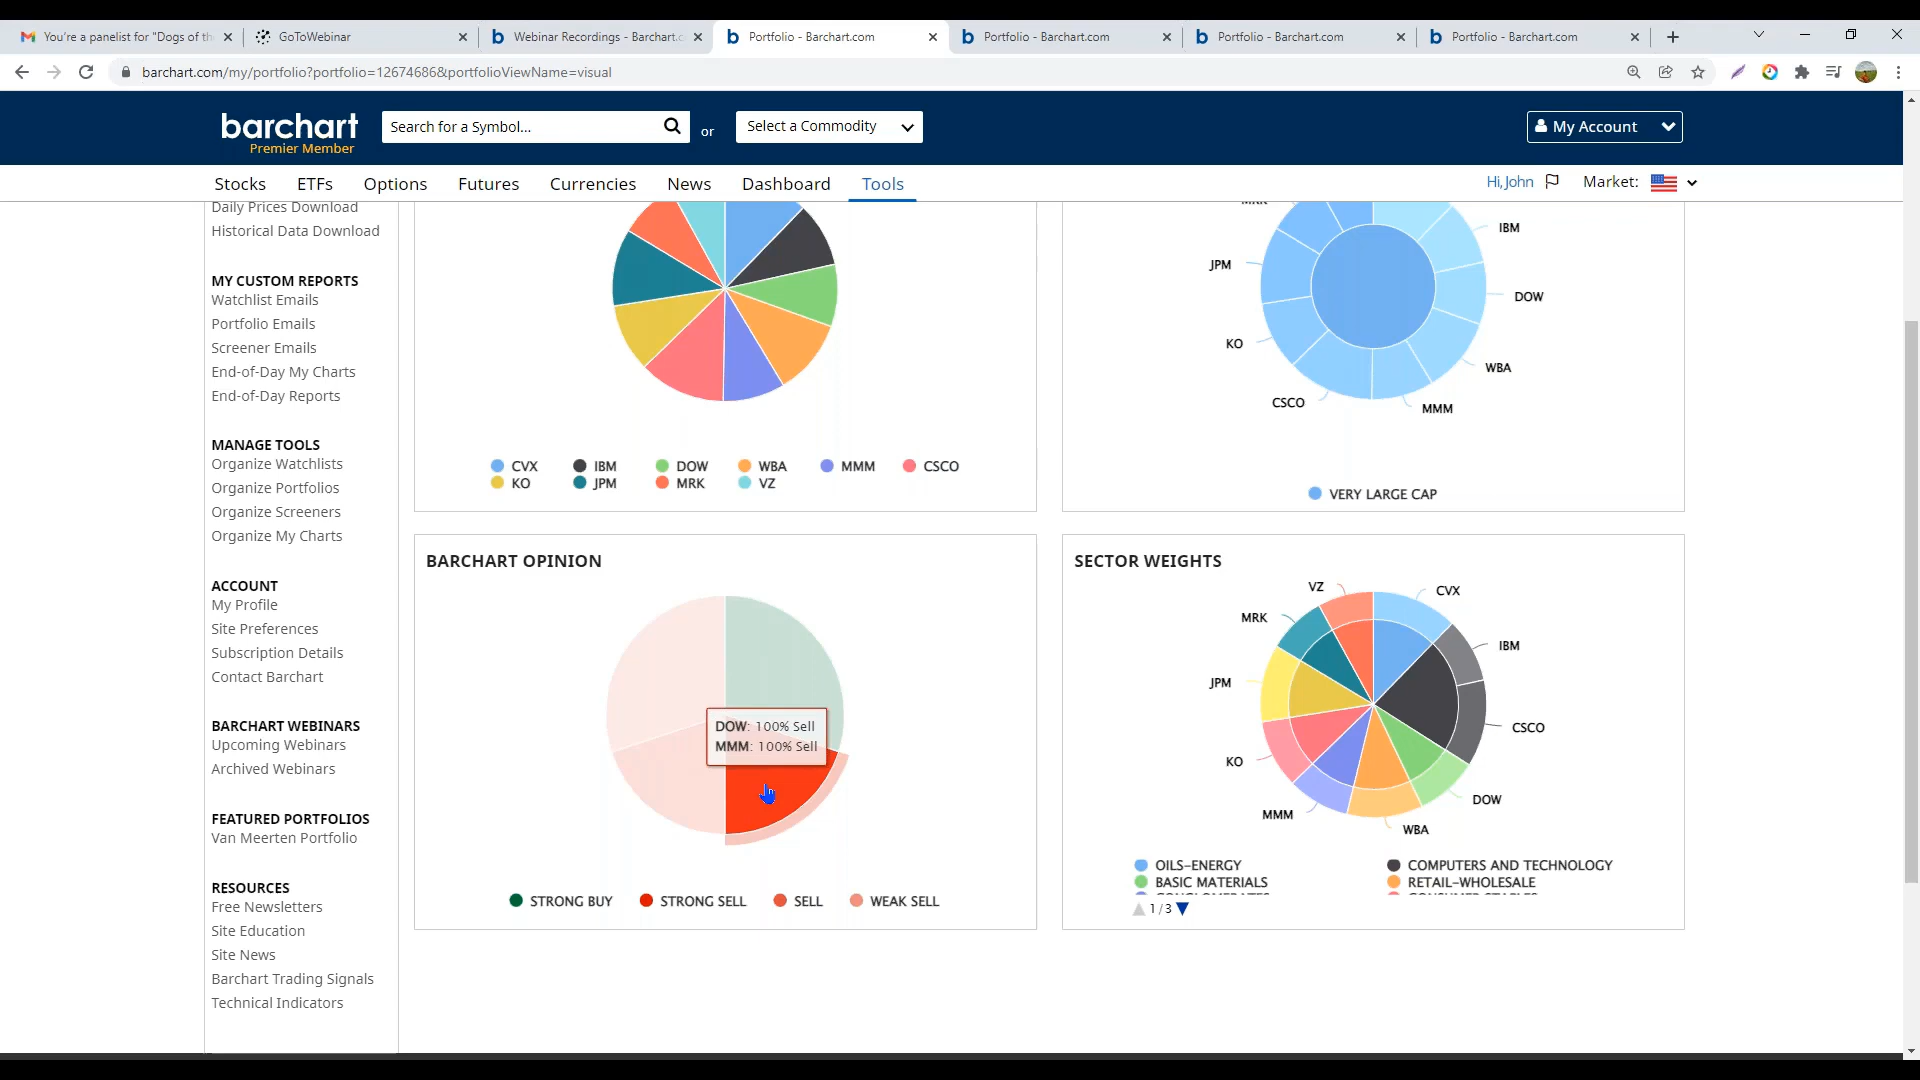 You're a panelist for "Dogs of th
GoToWebinar
Webinar Recordings - Barchart.c
Portfolio - Barchart.com
Portfolio - Barchart.com
Portfolio - Barchart.com
Portfolio - Barchart.com
barchart.com/my/portfolio?portfolio=12674686&portfolioViewName=visual
barchart
Premier Member
Search for a Symbol...
or
Select a Commodity
My Account
Stocks
ETFs
Options
Futures
Currencies
News
Dashboard
Tools
Hi, John
Market:
Daily Prices Download
Historical Data Download
MY CUSTOM REPORTS
Watchlist Emails
Portfolio Emails
Screener Emails
End-of-Day My Charts
End-of-Day Reports
MANAGE TOOLS
Organize Watchlists
Organize Portfolios
Organize Screeners
Organize My Charts
ACCOUNT
My Profile
Site Preferences
Subscription Details
Contact Barchart
BARCHART WEBINARS
Upcoming Webinars
Archived Webinars
FEATURED PORTFOLIOS
Van Meerten Portfolio
RESOURCES
Free Newsletters
Site Education
Site News
Barchart Trading Signals
Technical Indicators
CVX IBM DOW WBA MMM CSCO
KO JPM MRK VZ
MRK
IBM
JPM
DOW
KO
WBA
CSCO
MMM
VERY LARGE CAP
BARCHART OPINION
DOW: 100% Sell
MMM: 100% Sell
STRONG BUY STRONG SELL SELL WEAK SELL
SECTOR WEIGHTS
VZ
CVX
MRK
IBM
JPM
CSCO
KO
DOW
MMM
WBA
OILS-ENERGY COMPUTERS AND TECHNOLOGY
BASIC MATERIALS RETAIL-WHOLESALE
CONGLOMERATES CONSUMER STAPLES
1/3